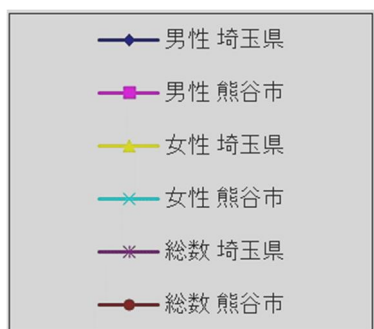 男性 埼玉県
男性 熊谷市
女性 埼玉県
女性 熊谷市
総数 埼玉県
総数 熊谷市